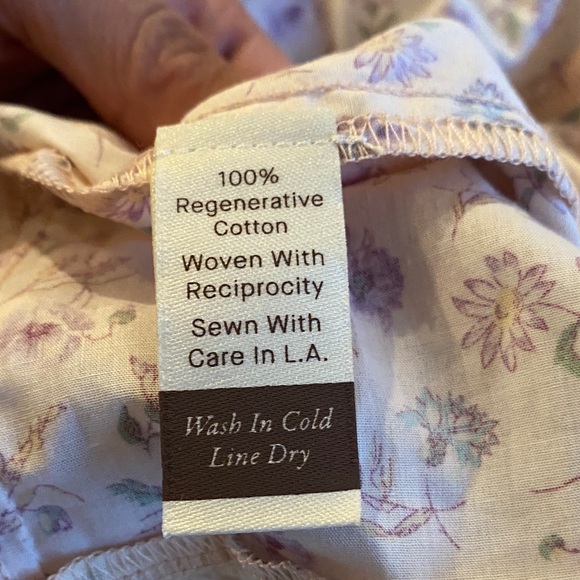 100%
Regenerative
Cotton
Woven With
Reciprocity
Sewn With
Care In L.A.
Wash In Cold
Line Dry